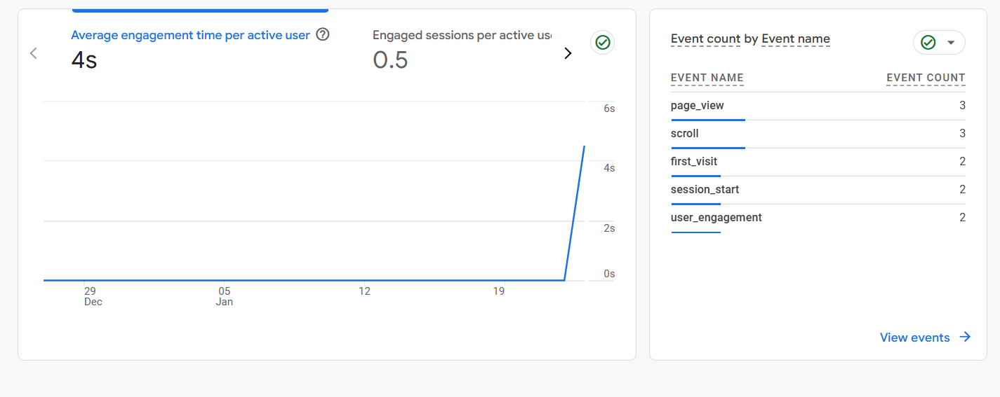 Average engagement time per active user
4s
Engaged sessions per active
0.5
6s
4s
2s
0s
29
Dec
05
Jan
12
19
Event count by Event name
EVENT NAME EVENT COUNT
page_view 3
scroll 3
first_visit 2
session_start 2
user_engagement 2
View events